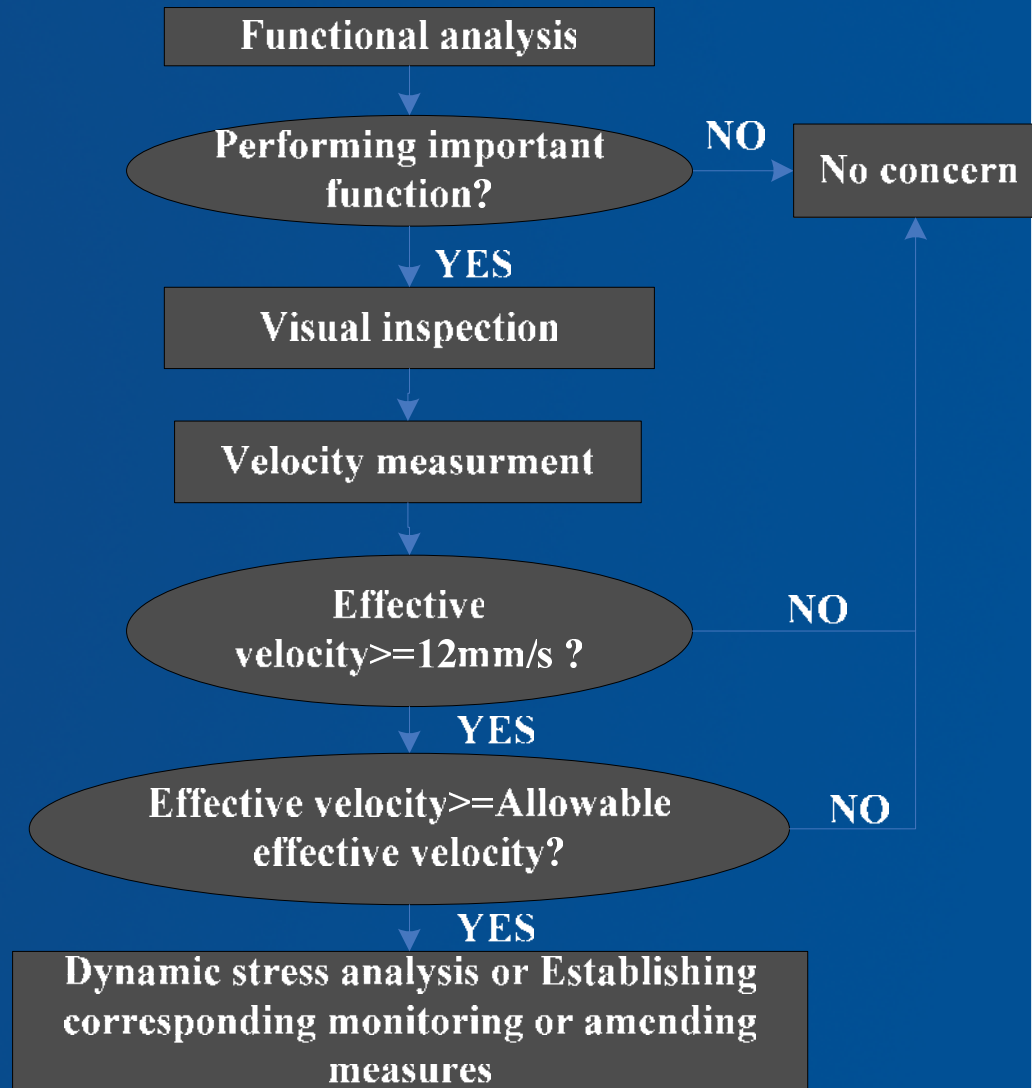 Functional analysis
Performing important
function?
NO
No concern
YES
Visual inspection
Velocity measurment
Effective
velocity>=12mm/s ?
NO
YES
Effective velocity>=Allowable
effective velocity?
NO
YES
Dynamic stress analysis or Establishing
corresponding monitoring or amending
measures